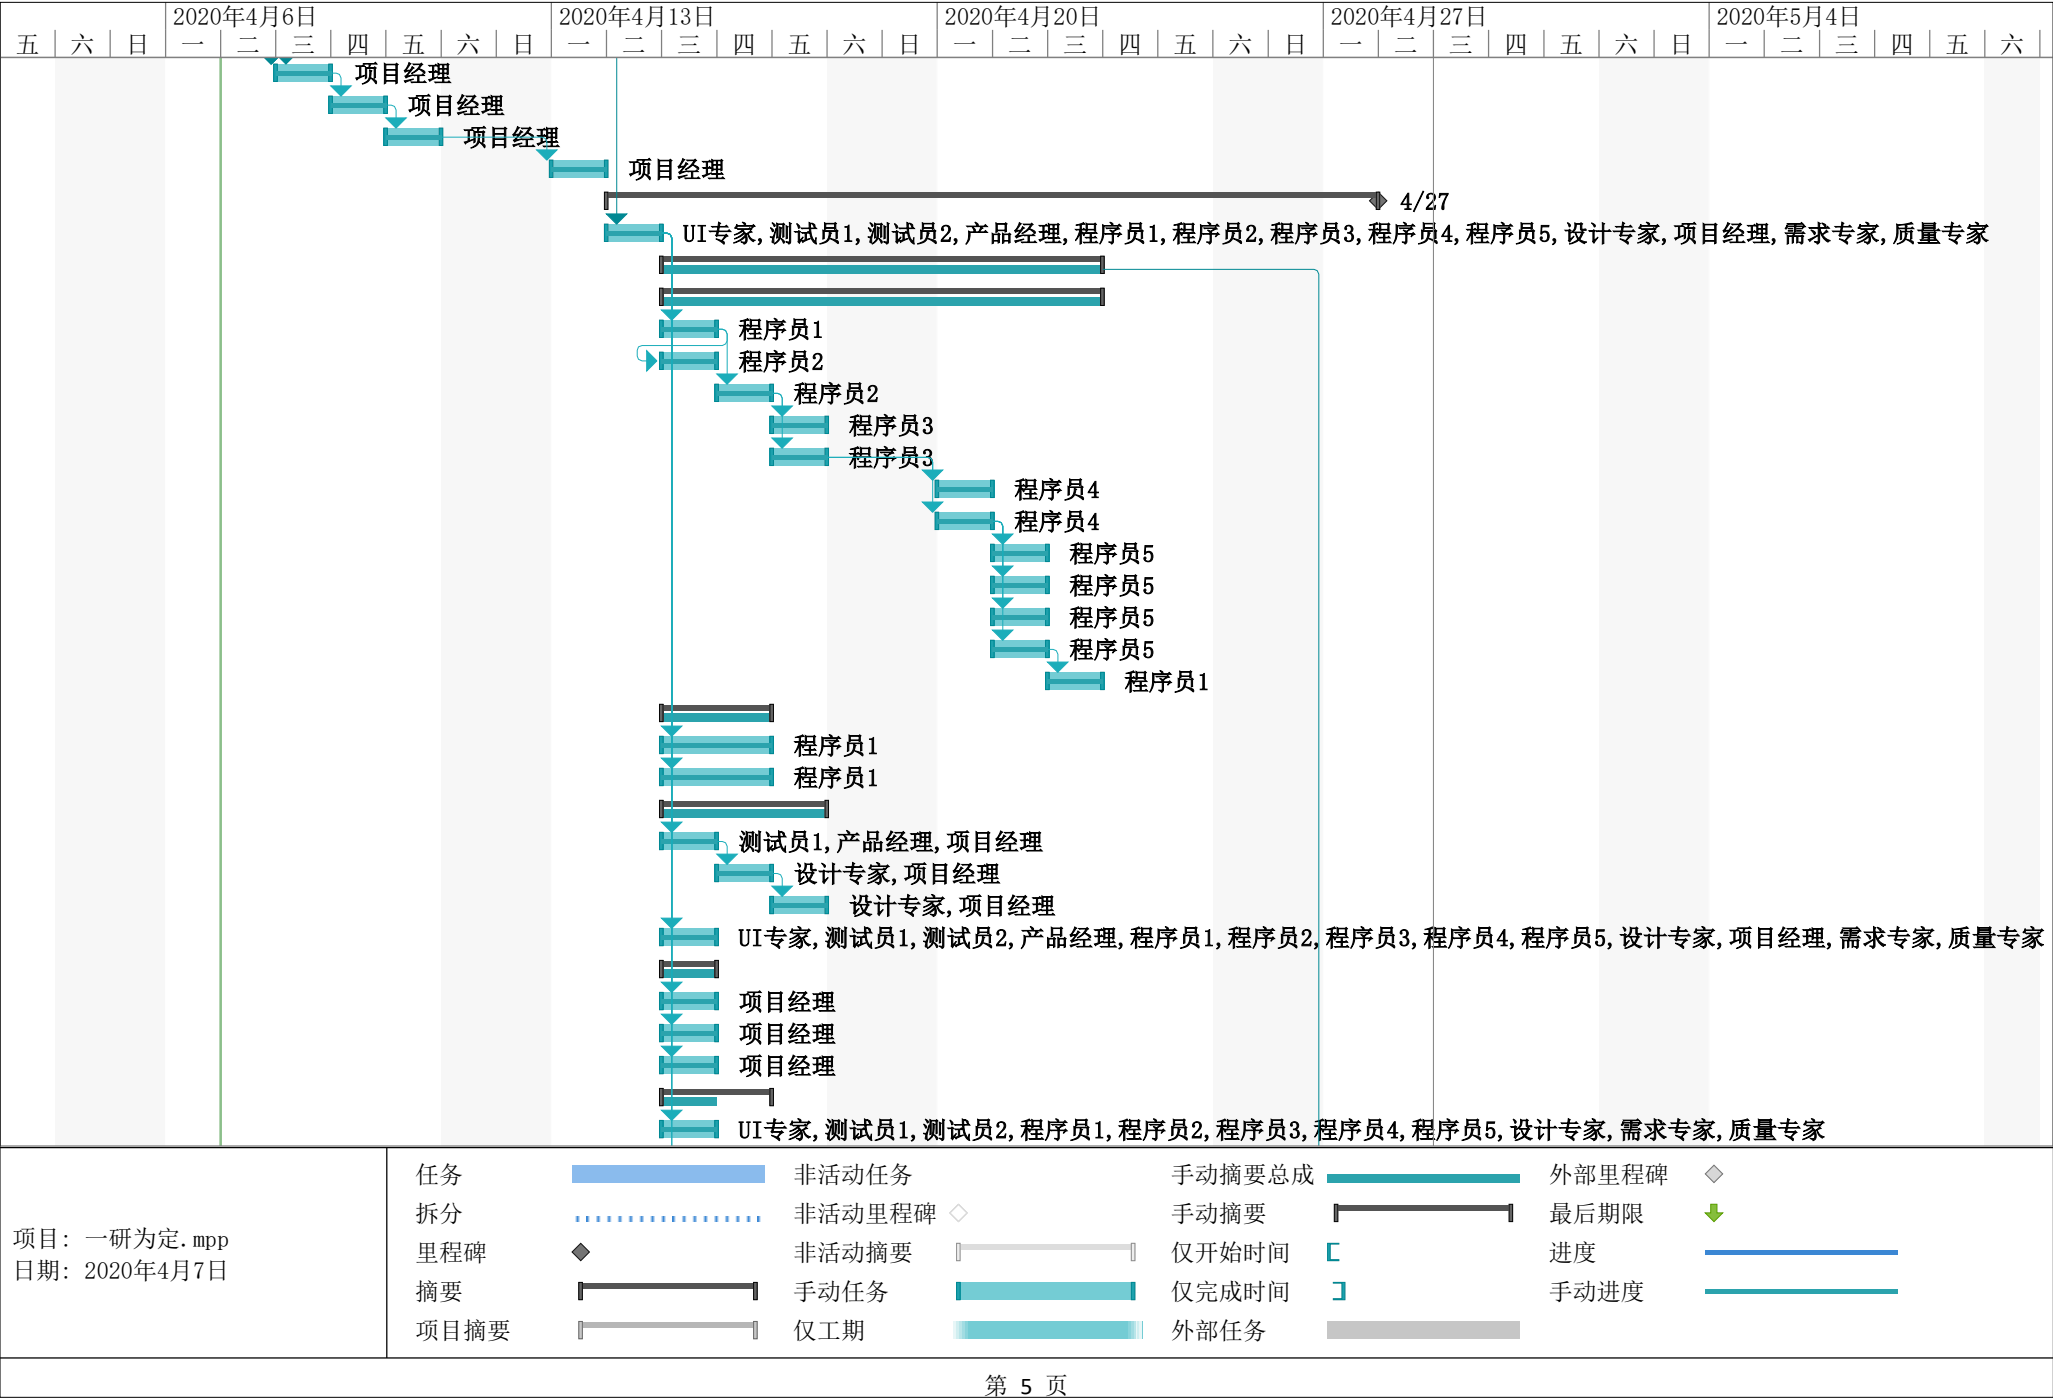 2020年4月6日 2020年4月13日 2020年4月20日 2020年4月27日 2020年5月4日
五 六 日 一 二 三 四 五 六 日 一 二 三 四 五 六 日 一 二 三 四 五 六 日 一 二 三 四 五 六 日 一 二 三 四 五 六
项目经理
项目经理
项目经理
项目经理
4/27
UI专家,测试员1,测试员2,产品经理,程序员1,程序员2,程序员3,程序员4,程序员5,设计专家,项目经理,需求专家,质量专家
程序员1
程序员2
程序员2
程序员3
程序员3
程序员4
程序员4
程序员5
程序员5
程序员5
程序员5
程序员1
程序员1
程序员1
测试员1,产品经理,项目经理
设计专家,项目经理
设计专家,项目经理
UI专家,测试员1,测试员2,产品经理,程序员1,程序员2,程序员3,程序员4,程序员5,设计专家,项目经理,需求专家,质量专家
项目经理
项目经理
项目经理
UI专家,测试员1,测试员2,程序员1,程序员2,程序员3,程序员4,程序员5,设计专家,需求专家,质量专家
项目: 一研为定.mpp
日期: 2020年4月7日
任务 非活动任务 手动摘要总成 外部里程碑
拆分 非活动里程碑 手动摘要 最后期限
里程碑 非活动摘要 仅开始时间 进度
摘要 手动任务 仅完成时间 手动进度
项目摘要 仅工期 外部任务
第 5 页